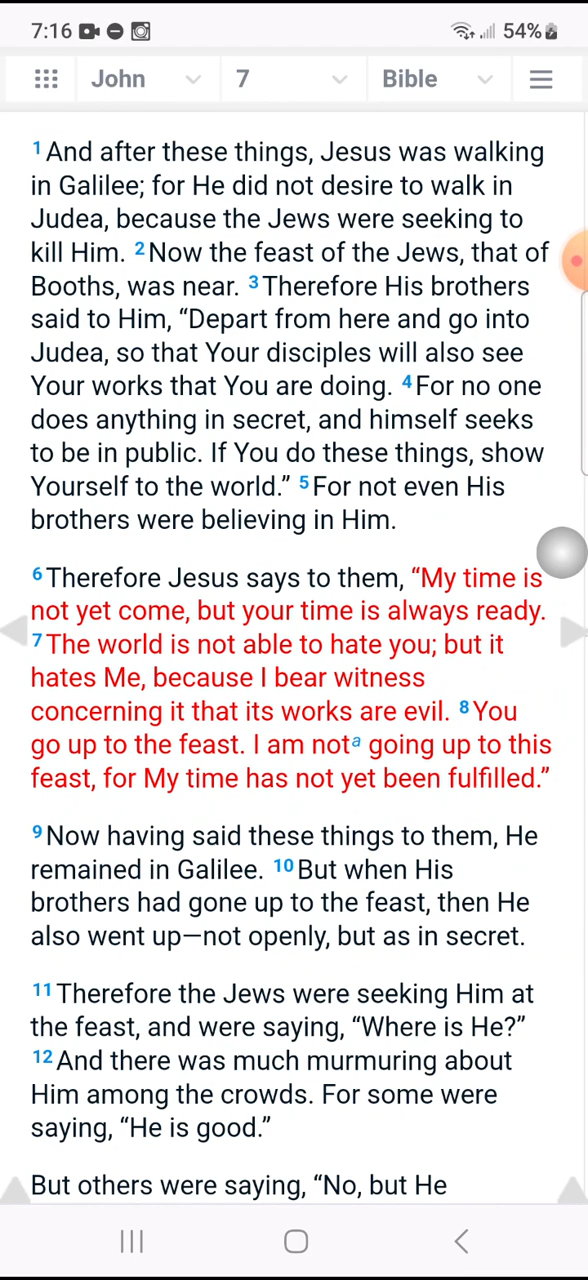 7:16
54%
John
7
Bible
1 And after these things, Jesus was walking
in Galilee; for He did not desire to walk in
Judea, because the Jews were seeking to
kill Him. 2 Now the feast of the Jews, that of
Booths, was near. 3 Therefore His brothers
said to Him, “Depart from here and go into
Judea, so that Your disciples will also see
Your works that You are doing. 4 For no one
does anything in secret, and himself seeks
to be in public. If You do these things, show
Yourself to the world.” 5 For not even His
brothers were believing in Him.
6 Therefore Jesus says to them, “My time is
not yet come, but your time is always ready.
7 The world is not able to hate you; but it
hates Me, because I bear witness
concerning it that its works are evil. 8 You
go up to the feast. I am not a going up to this
feast, for My time has not yet been fulfilled.”
9 Now having said these things to them, He
remained in Galilee. 10 But when His
brothers had gone up to the feast, then He
also went up—not openly, but as in secret.
11 Therefore the Jews were seeking Him at
the feast, and were saying, “Where is He?”
12 And there was much murmuring about
Him among the crowds. For some were
saying, “He is good.”
But others were saying, “No, but He